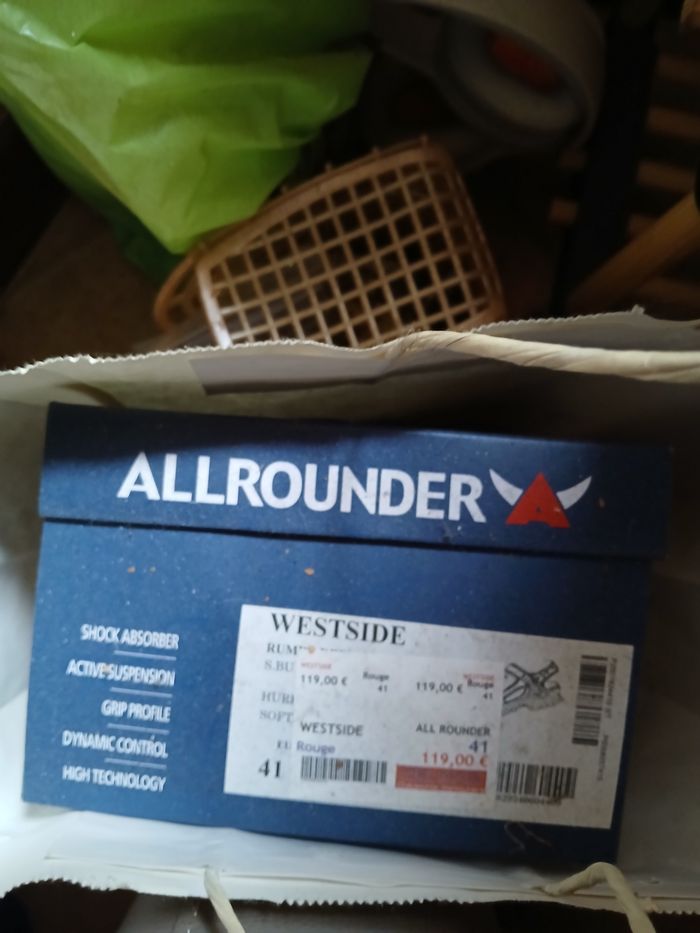 ALLROUNDER
SHOCK ABSORBER
ACTIVE SUSPENSION
GRIP PROFILE
DYNAMIC CONTROL
HIGH TECHNOLOGY
WESTSIDE
WESTSIDE
119,00 €
Rouge
41
119,00 €
Rouge
41
WESTSIDE
ALL ROUNDER
Rouge
41
119,00 €
41